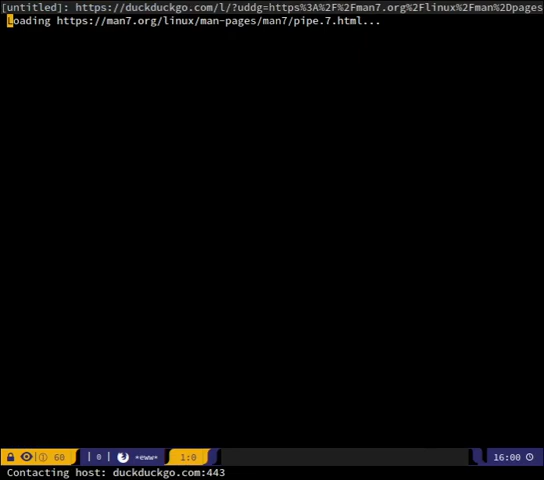 [untitled]: https://duckduckgo.com/l/?uddg=https%3A%2F%2Fman7.org%2Flinux%2Fman%2Dpages
Loading https://man7.org/linux/man-pages/man7/pipe.7.html...
60 | 0 *eww* 1:0 16:00
Contacting host: duckduckgo.com:443